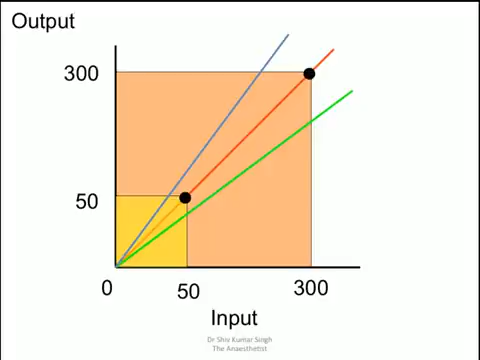 Output
300
50
0
50
300
Input
Dr Shiv Kumar Singh
The Anaesthetist